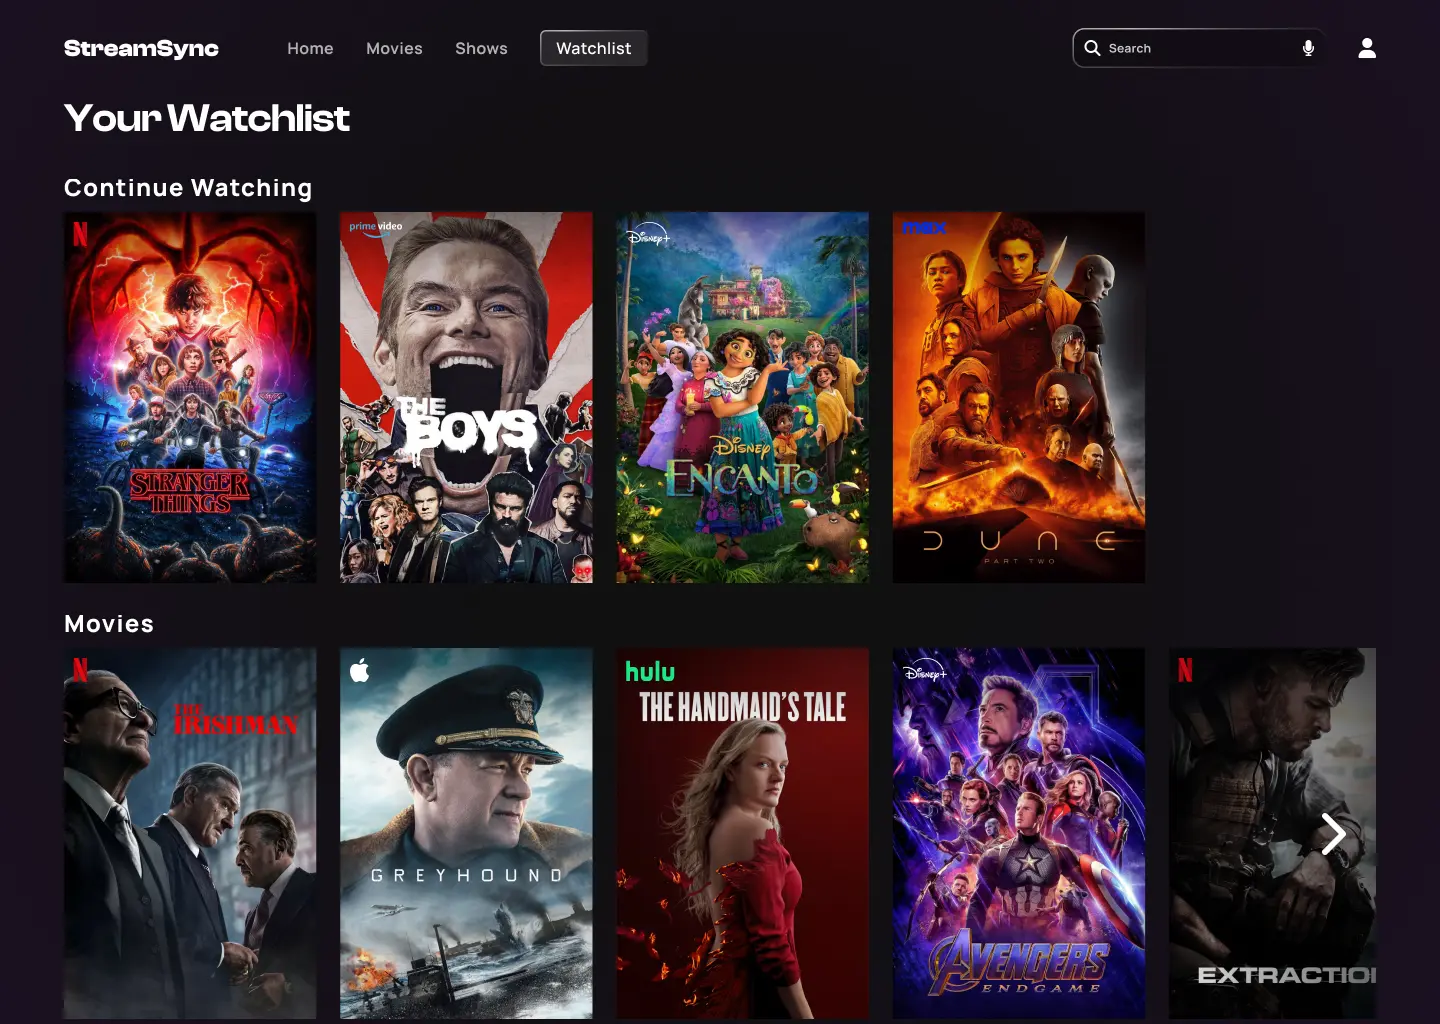 StreamSync
Home
Movies
Shows
Watchlist
Search
Your Watchlist
Continue Watching
N
STRANGER
THINGS
prime video
THE
BOYS
Disney+
DISNEY
ENCANTO
max
DUNE
PART TWO
Movies
N
THE
IRISHMAN
GREYHOUND
hulu
THE HANDMAID'S TALE
Disney+
AVENGERS
ENDGAME
N
EXTRACTIO